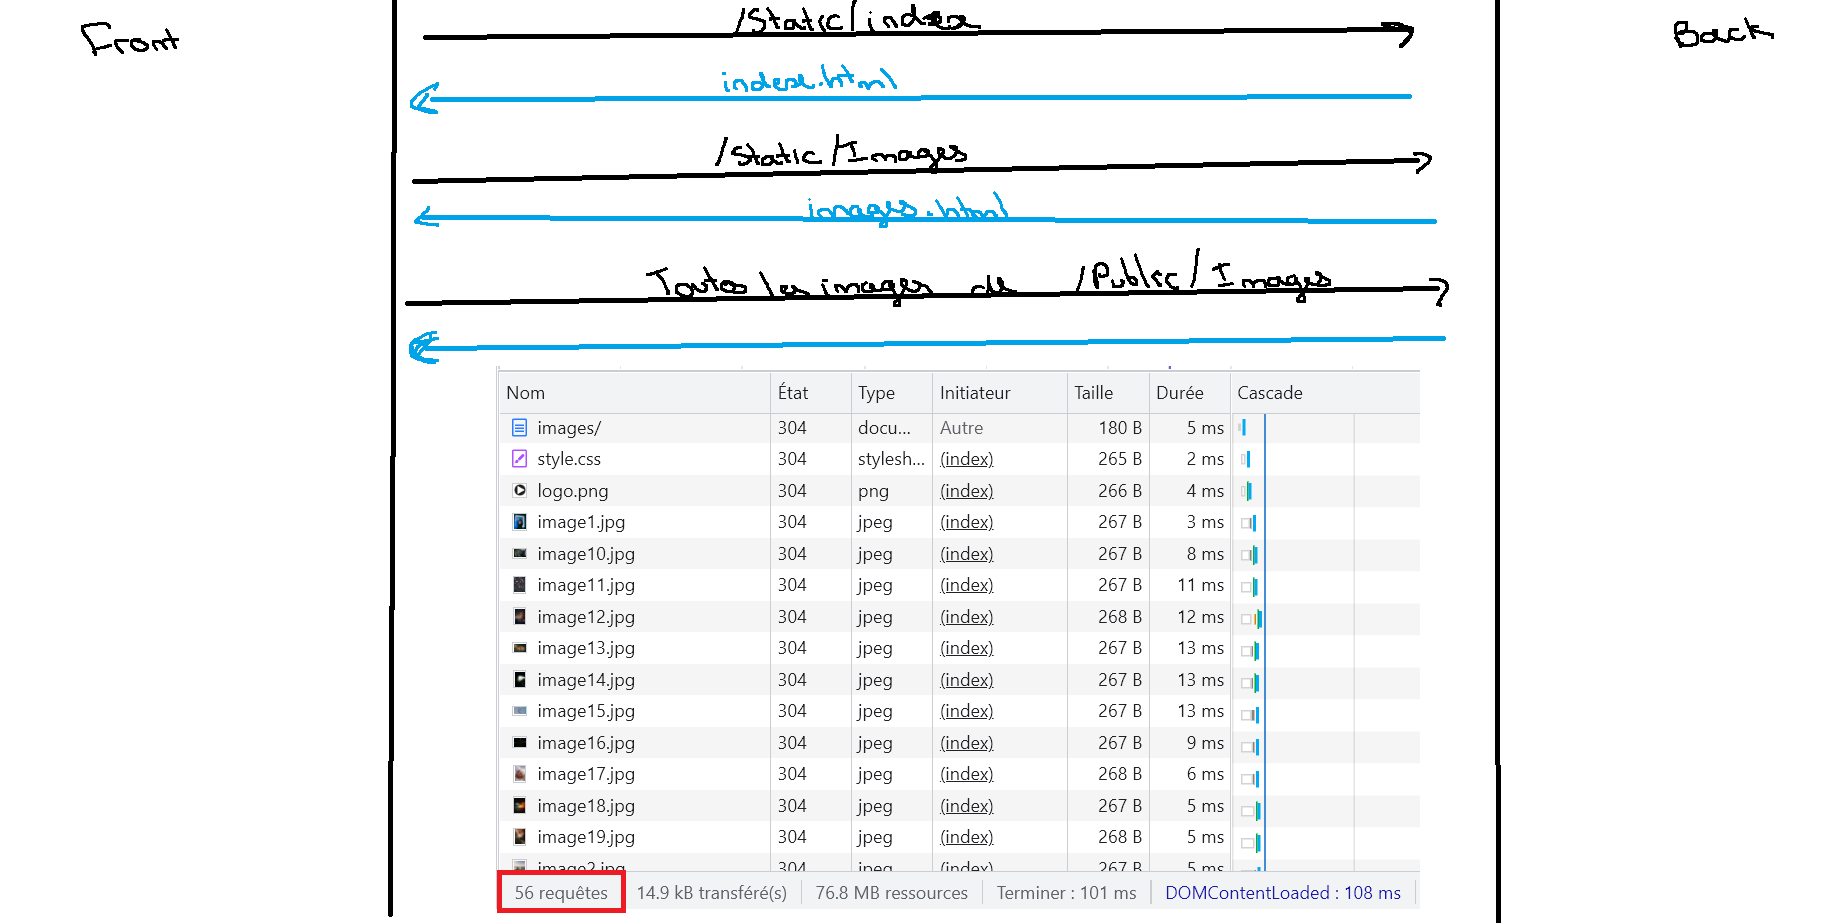 Front
/Static/index
Back
index.html
/Static/Images
images.html
Toutes les images de /Public/Images
Nom État Type Initiateur Taille Durée Cascade
images/ 304 docu... Autre 180 B 5 ms
style.css 304 stylesh... (index) 265 B 2 ms
logo.png 304 png (index) 266 B 4 ms
image1.jpg 304 jpeg (index) 267 B 3 ms
image10.jpg 304 jpeg (index) 267 B 8 ms
image11.jpg 304 jpeg (index) 267 B 11 ms
image12.jpg 304 jpeg (index) 268 B 12 ms
image13.jpg 304 jpeg (index) 267 B 13 ms
image14.jpg 304 jpeg (index) 267 B 13 ms
image15.jpg 304 jpeg (index) 267 B 13 ms
image16.jpg 304 jpeg (index) 267 B 9 ms
image17.jpg 304 jpeg (index) 268 B 6 ms
image18.jpg 304 jpeg (index) 267 B 5 ms
image19.jpg 304 jpeg (index) 268 B 5 ms
image2.jpg 304 jpeg (index) 267 B 5 ms
56 requêtes 14.9 kB transféré(s) 76.8 MB ressources Terminer : 101 ms DOMContentLoaded : 108 ms